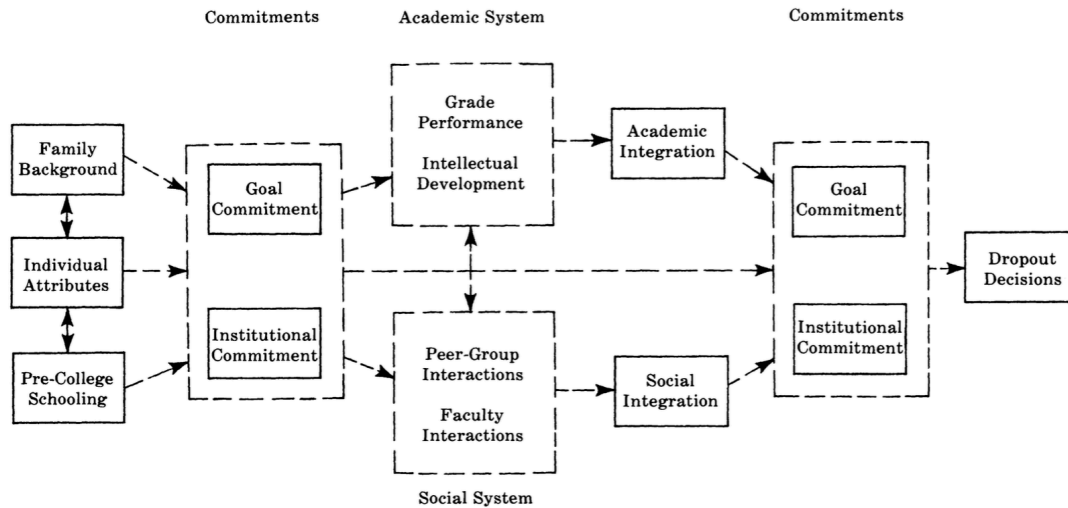 Commitments
Academic System
Commitments
Family
Background
Individual
Attributes
Pre-College
Schooling
Goal
Commitment
Institutional
Commitment
Grade
Performance
Intellectual
Development
Peer-Group
Interactions
Faculty
Interactions
Social System
Academic
Integration
Social
Integration
Goal
Commitment
Institutional
Commitment
Dropout
Decisions